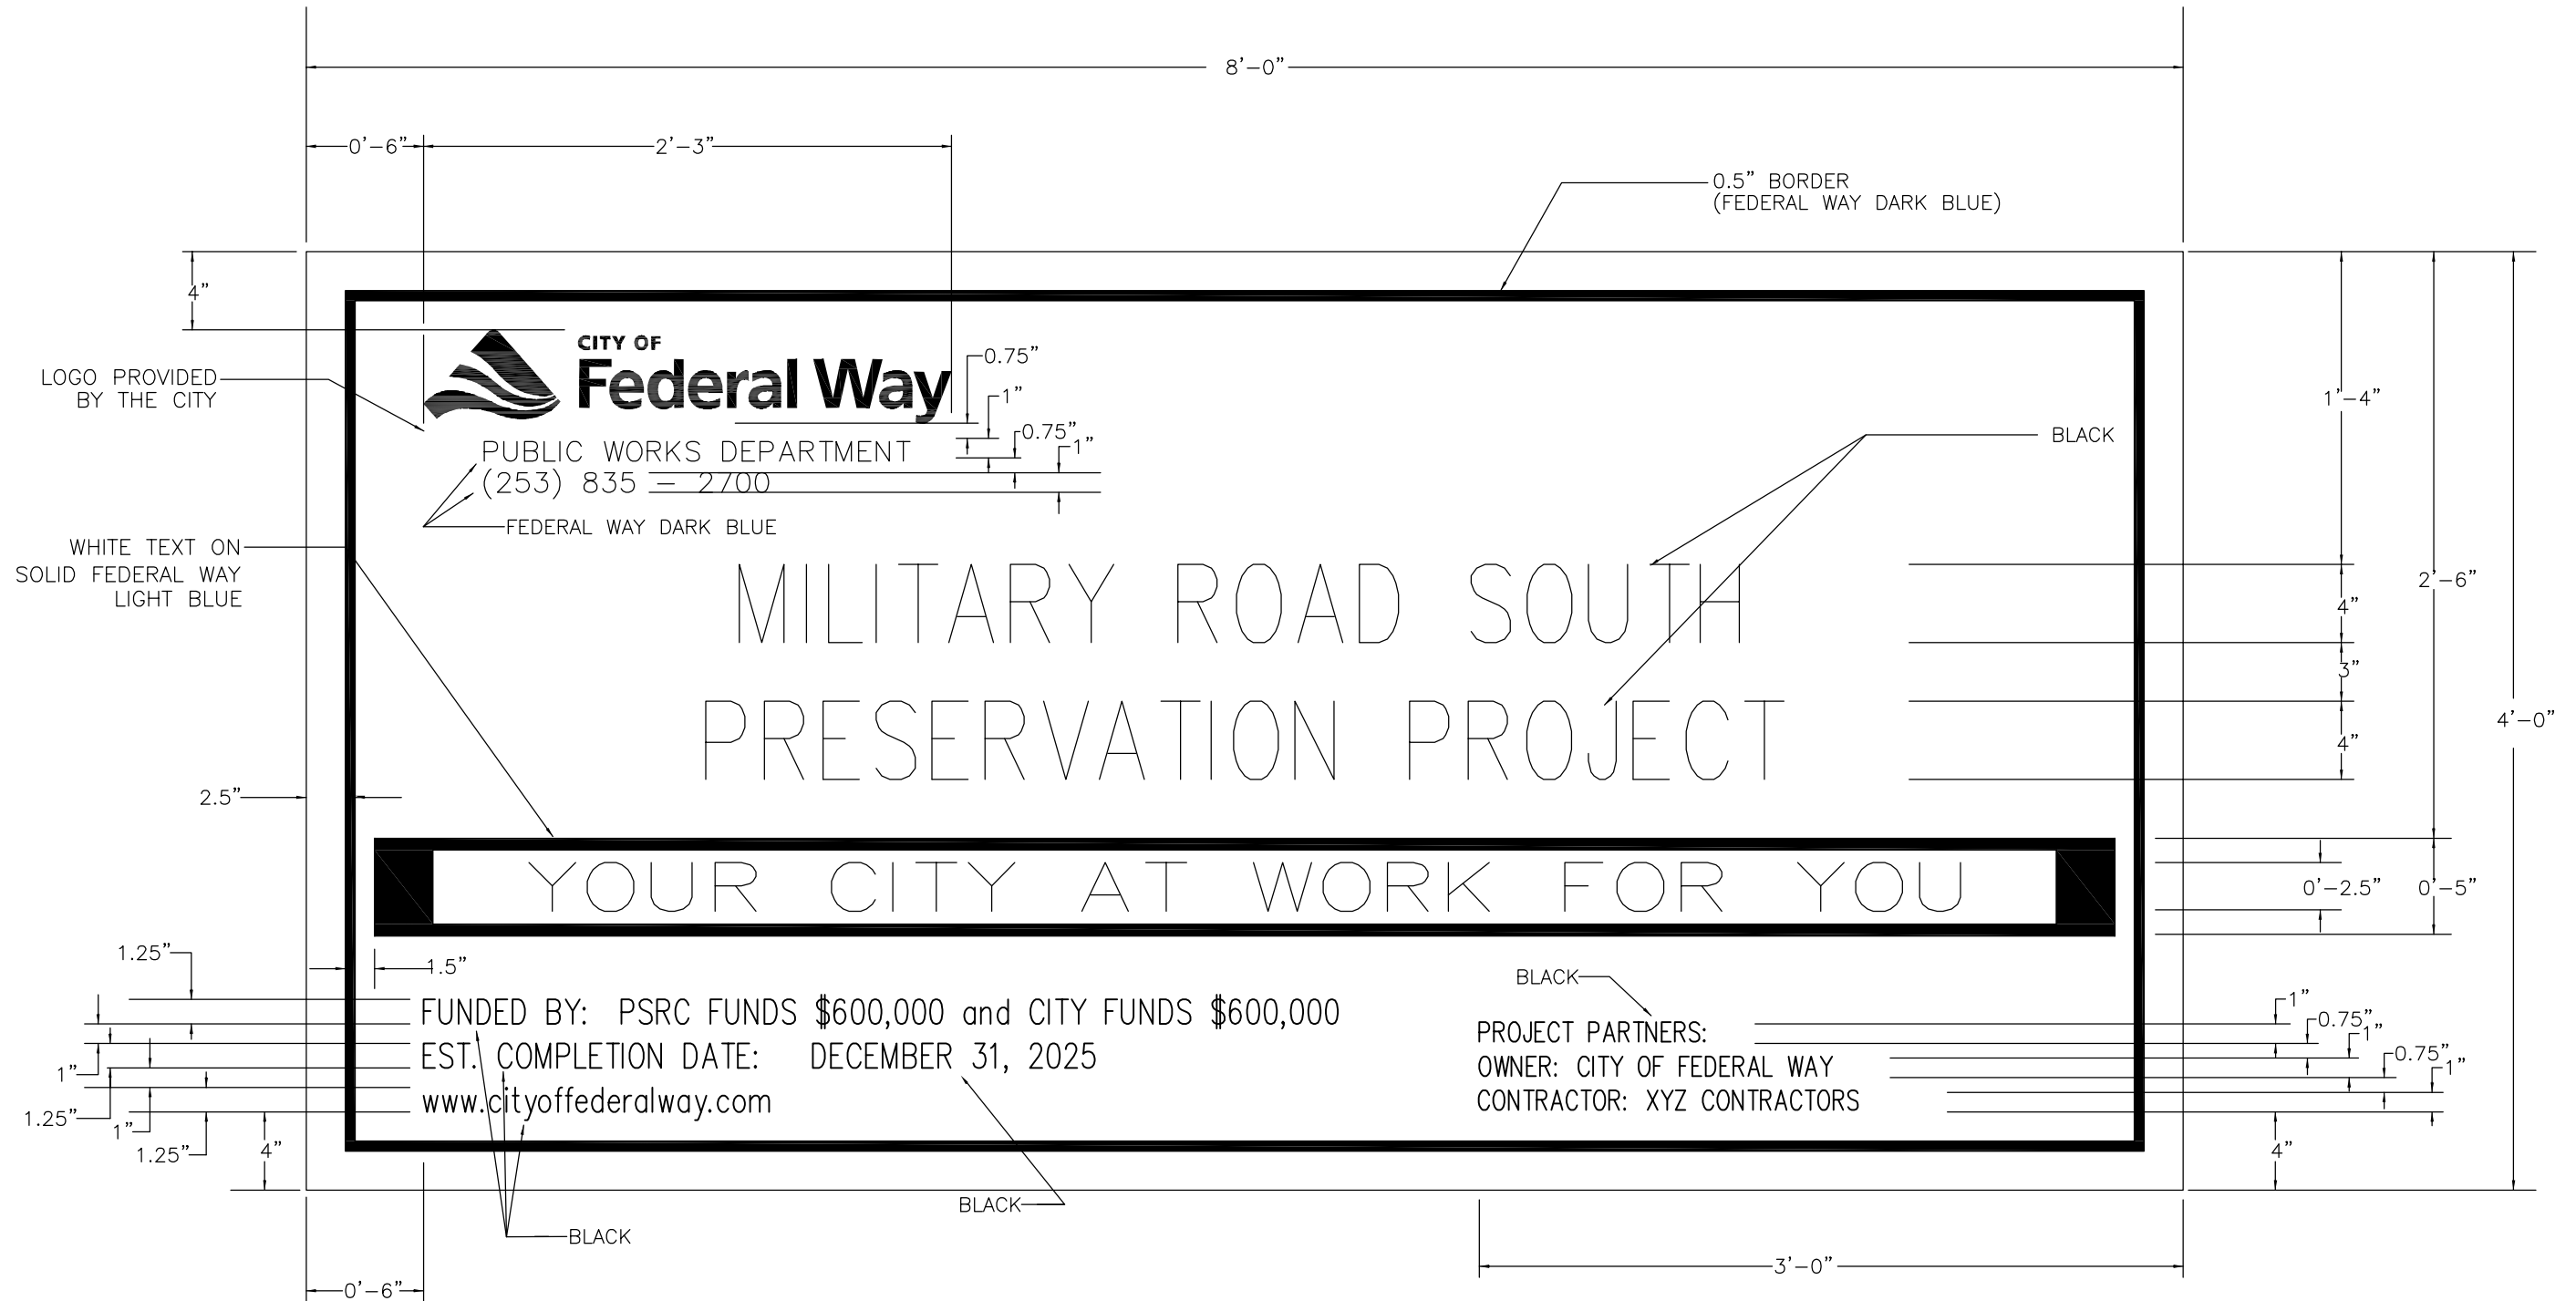 8'-0"
0'-6"
2'-3"
0.5" BORDER
(FEDERAL WAY DARK BLUE)
4"
CITY OF
Federal Way
0.75"
1"
0.75"
1"
LOGO PROVIDED
BY THE CITY
PUBLIC WORKS DEPARTMENT
(253) 835 - 2700
FEDERAL WAY DARK BLUE
1'-4"
BLACK
WHITE TEXT ON
SOLID FEDERAL WAY
LIGHT BLUE
2'-6"
MILITARY ROAD SOUTH
4"
3"
PRESERVATION PROJECT
4"
4'-0"
2.5"
YOUR CITY AT WORK FOR YOU
0'-2.5"
0'-5"
1.25"
1.5"
BLACK
FUNDED BY: PSRC FUNDS $600,000 and CITY FUNDS $600,000
EST. COMPLETION DATE: DECEMBER 31, 2025
www.cityoffederalway.com
PROJECT PARTNERS:
OWNER: CITY OF FEDERAL WAY
CONTRACTOR: XYZ CONTRACTORS
1"
0.75"
1"
0.75"
1"
1"
1.25"
1"
1.25"
4"
4"
BLACK
BLACK
3'-0"
0'-6"